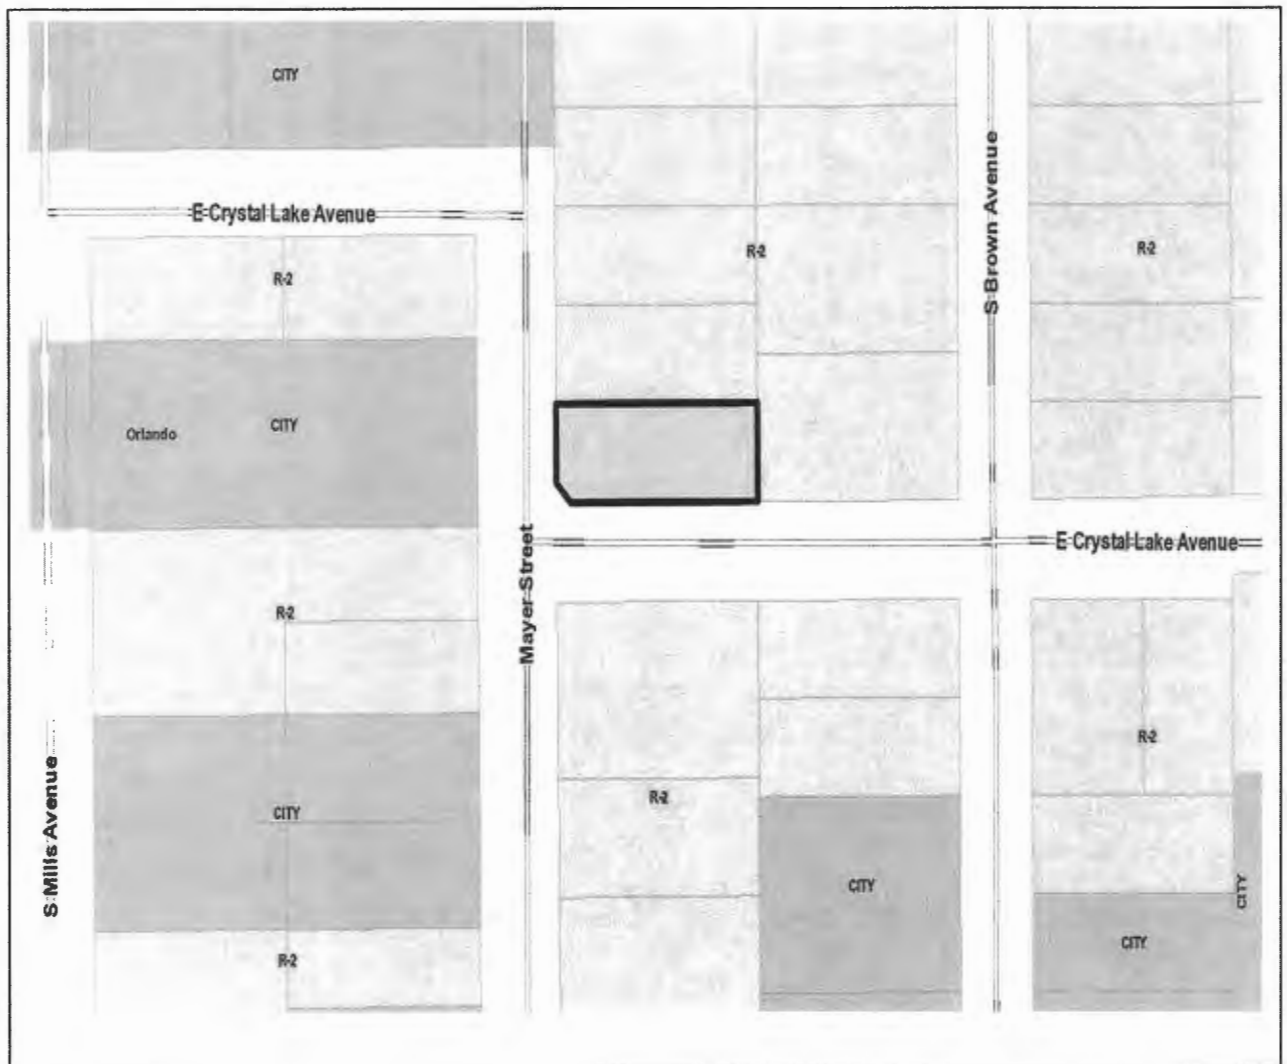 CITY
E Crystal Lake Avenue
R-2
S Brown Avenue
R-2
R-2
Orlando
CITY
Mayer Street
E Crystal Lake Avenue
R-2
R-2
R-2
S Mills Avenue
CITY
CITY
CITY
CITY
R-2